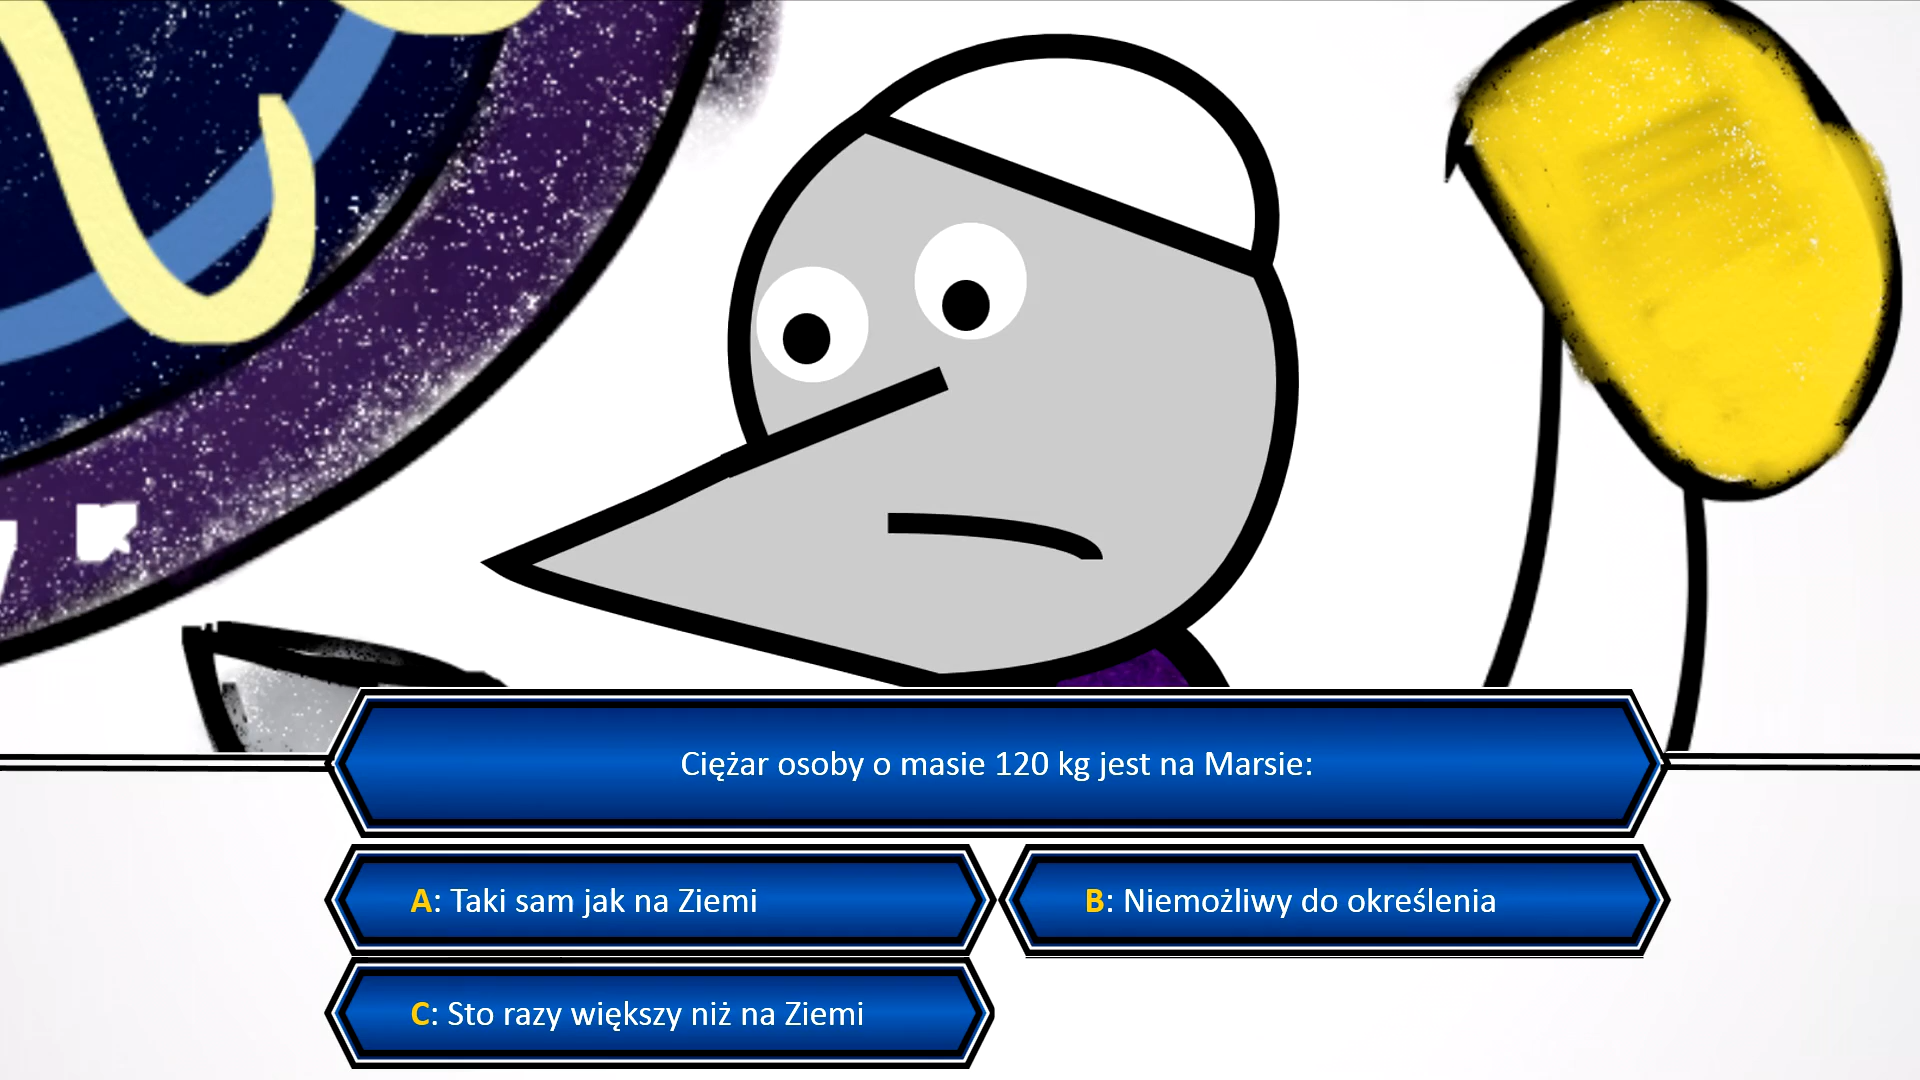 Ciężar osoby o masie 120 kg jest na Marsie:
A: Taki sam jak na Ziemi
B: Niemożliwy do określenia
C: Sto razy większy niż na Ziemi